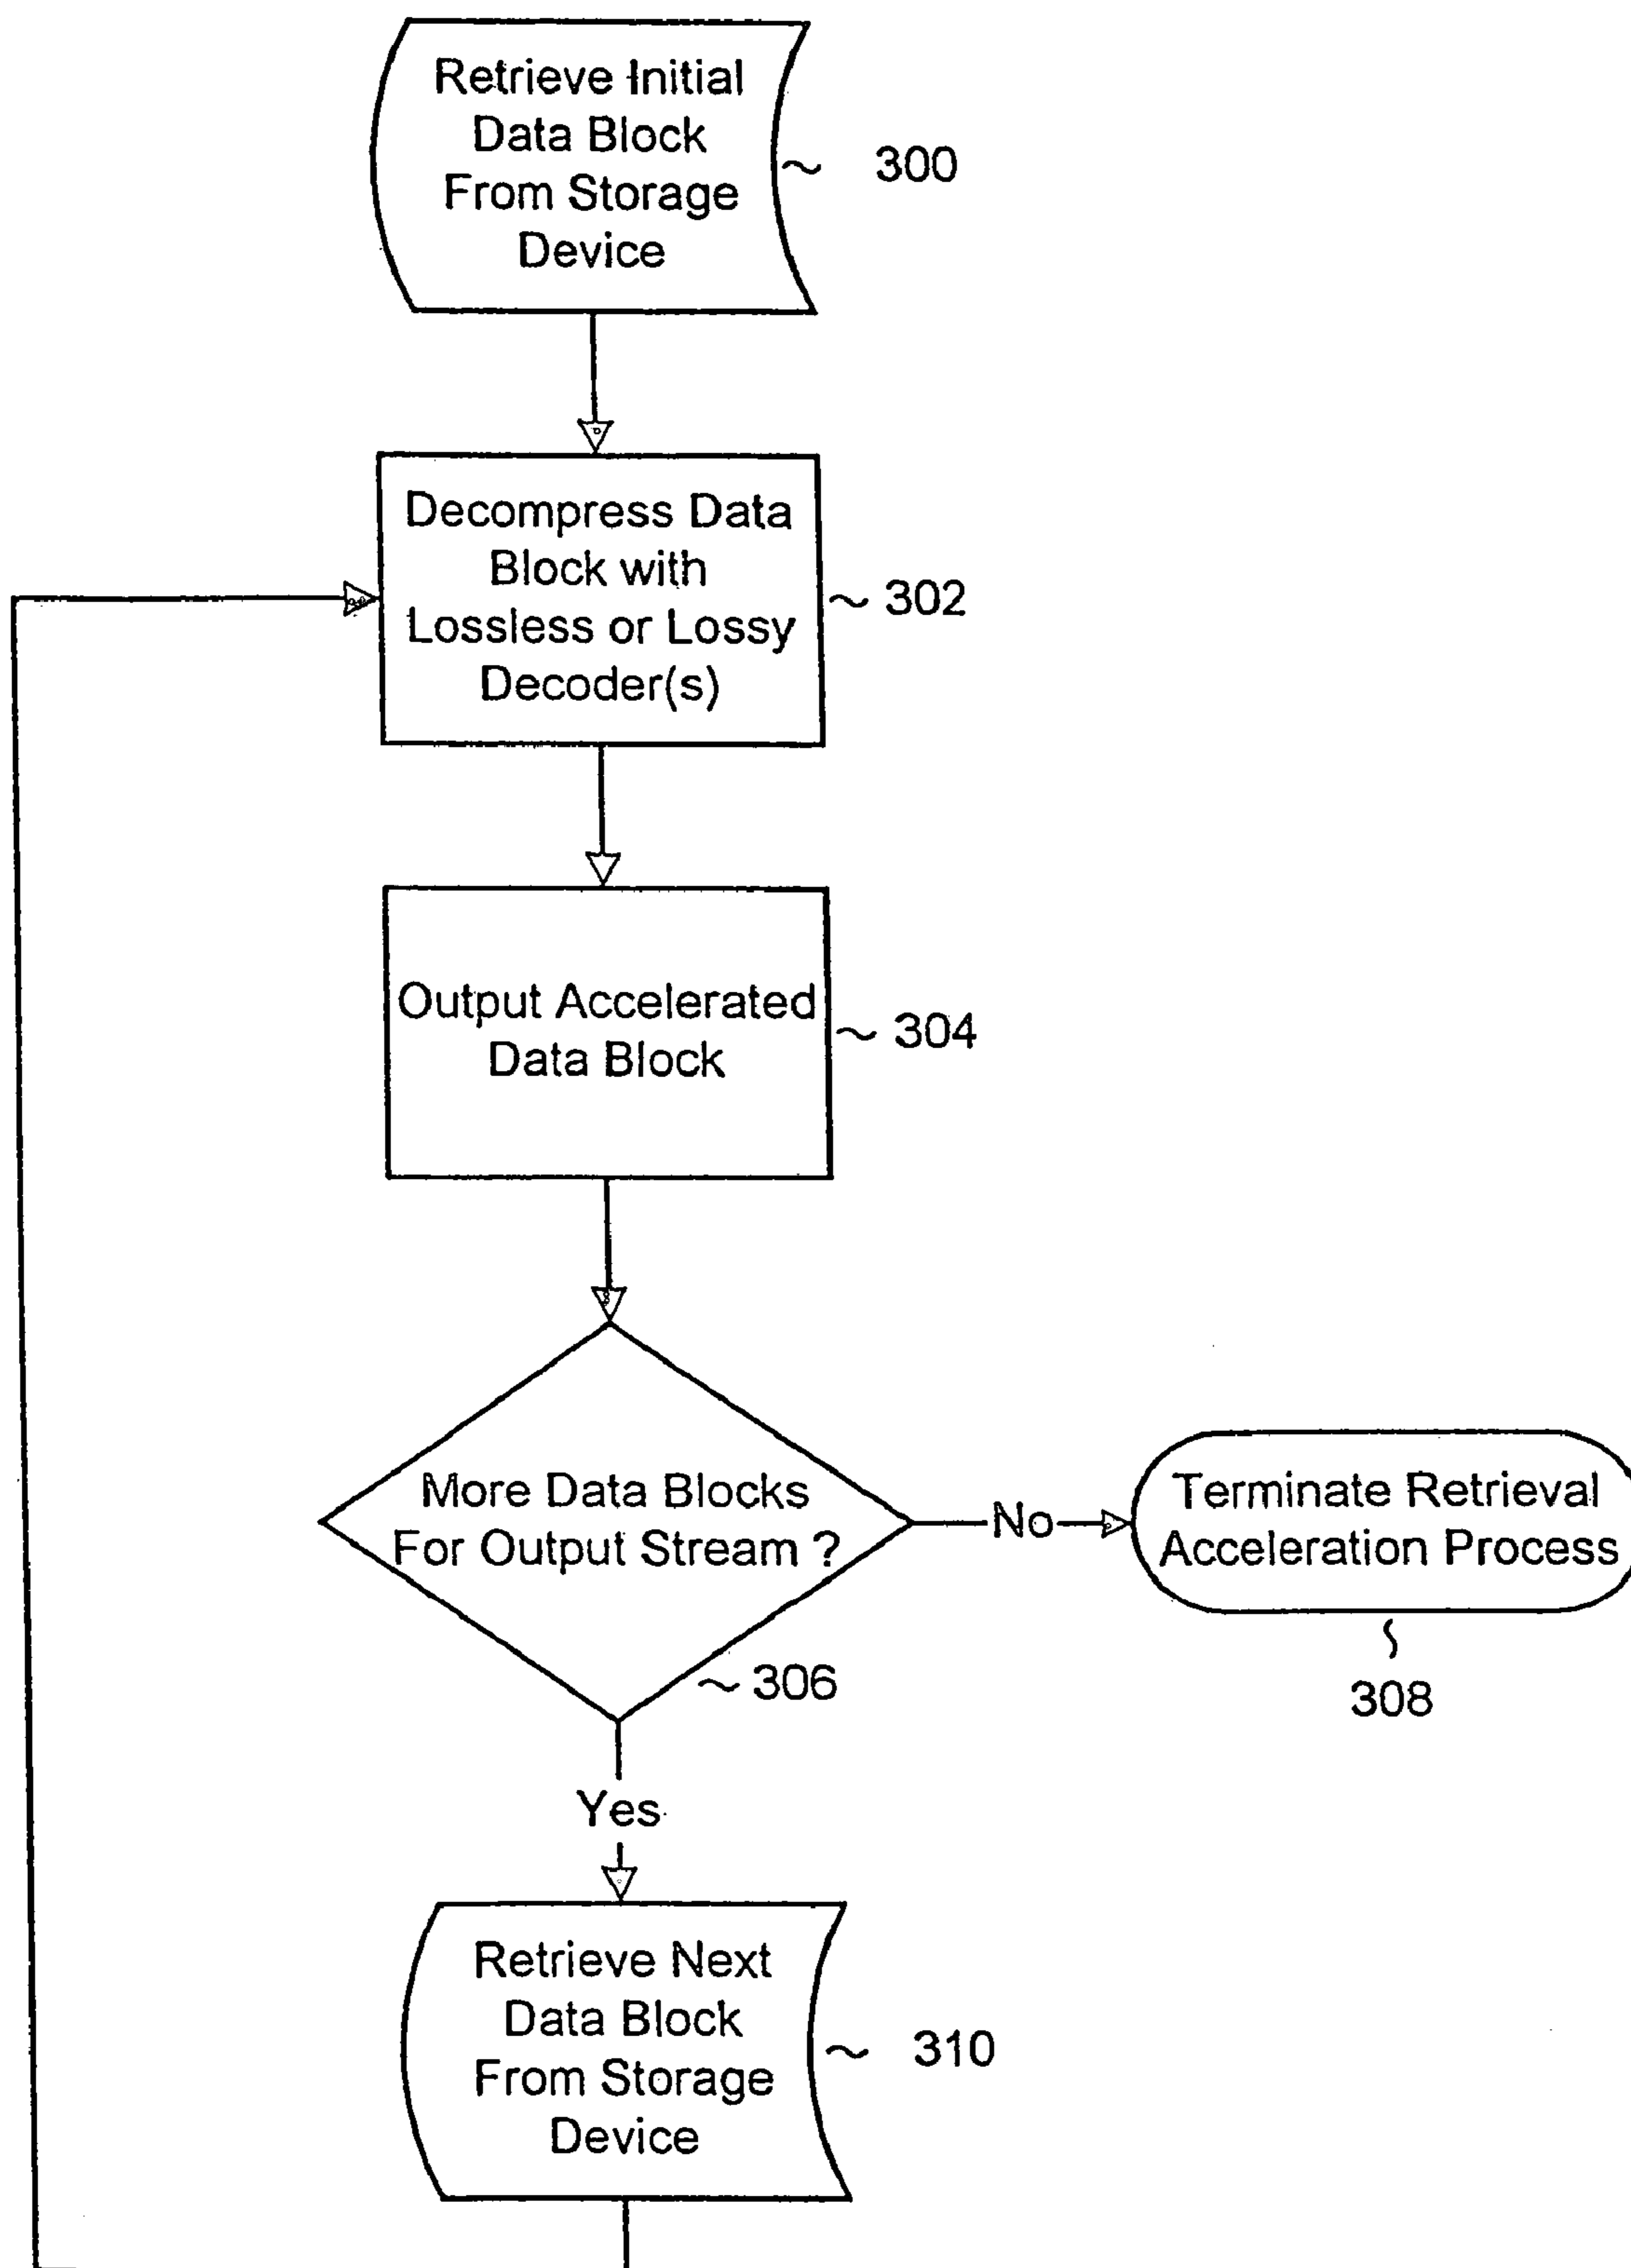 Retrieve Initial
Data Block
From Storage
Device
300
Decompress Data
Block with
Lossless or Lossy
Decoder(s)
302
Output Accelerated
Data Block
304
More Data Blocks
For Output Stream ?
306
No
Terminate Retrieval
Acceleration Process
308
Yes
Retrieve Next
Data Block
From Storage
Device
310